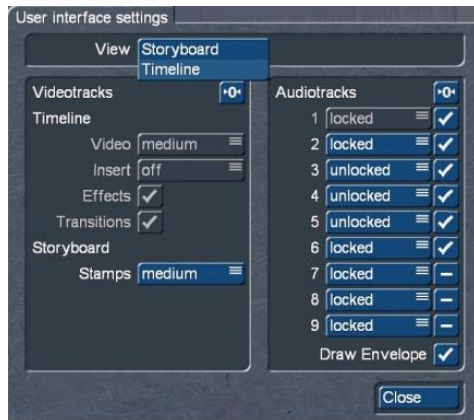 User interface settings
View Storyboard
Timeline
Videotracks
Timeline
Video medium
Insert off
Effects
Transitions
Storyboard
Stamps medium
Audiotracks
1 locked
2 locked
3 unlocked
4 unlocked
5 unlocked
6 locked
7 locked
8 locked
9 locked
Draw Envelope
Close